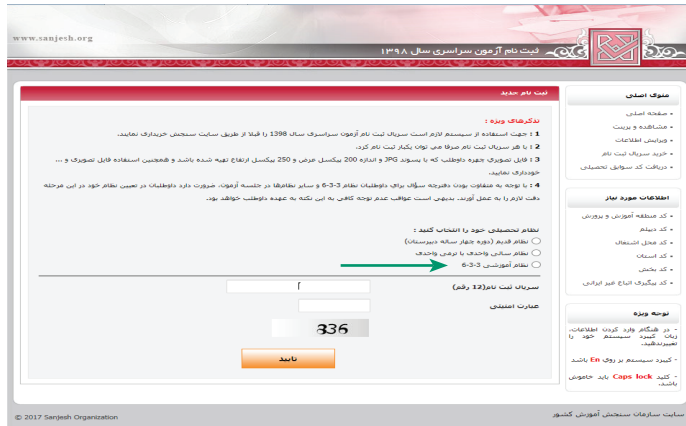 www.sanjesh.org
ثبت نام آزمون سراسری سال ۱۳۹۸
ثبت نام جدید
تذکرهای ویژه :
1 : جهت استفاده از سیستم لازم است سریال ثبت نام آزمون سراسری سال 1398 را قبلا از طریق سایت سنجش خریداری نمایند.
2 : با هر سریال ثبت نام صرفا می توان یکبار ثبت نام کرد.
3 : فایل تصویری چهره داوطلب که با پسوند JPG و اندازه 200 پیکسل عرض و 250 پیکسل ارتفاع تهیه شده باشد و همچنین استفاده فایل تصویری و ...
خودداری نمایید.
4 : با توجه به متفاوت بودن دفترچه سؤال برای داوطلبان نظام 3-3-6 و سایر نظام‌ها در جلسه آزمون، ضرورت دارد داوطلبان در تعیین نظام خود در این مرحله
دقت لازم را به عمل آورند. بدیهی است عواقب عدم توجه کافی به این نکته به عهده داوطلب خواهد بود.
نظام تحصیلی خود را انتخاب کنید :
نظام قدیم (دوره چهار ساله دبیرستان)
نظام سالی واحدی یا ترمی واحدی
نظام آموزشی 3-3-6
سریال ثبت نام(12 رقم)
عبارت امنیتی
836
تایید
منوی اصلی
صفحه اصلی
مشاهده و پرینت
ویرایش اطلاعات
خرید سریال ثبت نام
دریافت کد سوابق تحصیلی
اطلاعات مورد نیاز
کد منطقه آموزش و پرورش
کد دیپلم
کد محل اشتغال
کد استان
کد بخش
کد پیگیری اتباع غیر ایرانی
توجه ویژه
- در هنگام وارد کردن اطلاعات،
زبان کیبرد سیستم خود را
تغییرندهید.
- کیبرد سیستم بر روی En باشد
- کلید Caps lock باید خاموش
باشد.
© 2017 Sanjesh Organization
سایت سازمان سنجش آموزش کشور